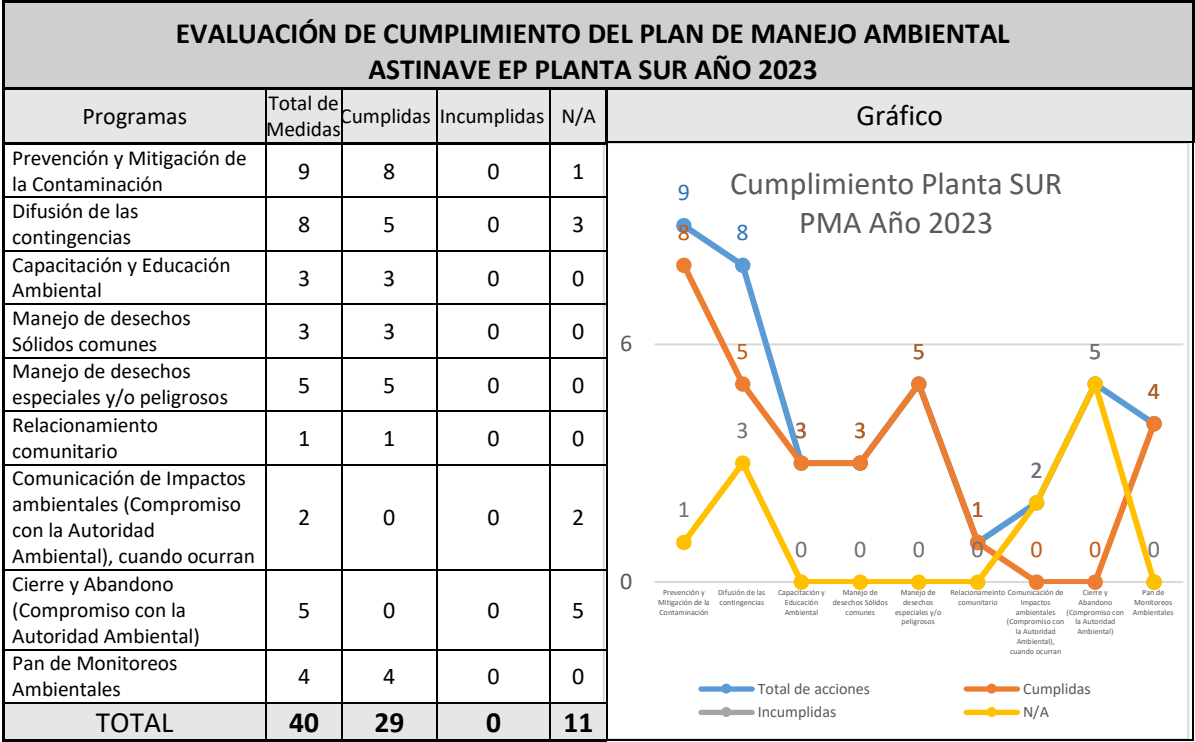 EVALUACIÓN DE CUMPLIMIENTO DEL PLAN DE MANEJO AMBIENTAL
ASTINAVE EP PLANTA SUR AÑO 2023
Programas Total de Medidas Cumplidas Incumplidas N/A Gráfico
Prevención y Mitigación de
la Contaminación 9 8 0 1
Difusión de las
contingencias 8 5 0 3
Capacitación y Educación
Ambiental 3 3 0 0
Manejo de desechos
Sólidos comunes 3 3 0 0
Manejo de desechos
especiales y/o peligrosos 5 5 0 0
Relacionamiento
comunitario 1 1 0 0
Comunicación de Impactos
ambientales (Compromiso
con la Autoridad
Ambiental), cuando ocurran 2 0 0 2
Cierre y Abandono
(Compromiso con la
Autoridad Ambiental) 5 0 0 5
Pan de Monitoreos
Ambientales 4 4 0 0
TOTAL 40 29 0 11
Cumplimiento Planta SUR
PMA Año 2023
9
8 8
6
5 5 5
4
3 3 3
2
1 1
0 0 0 0 0 0 0
0
Prevención y
Mitigación de la
Contaminación
Difusión de las
contingencias
Capacitación y
Educación
Ambiental
Manejo de
desechos Sólidos
comunes
Manejo de
desechos
especiales y/o
peligrosos
Relacionameinto
comunitario
Comunicación de
Impactos
ambientales
(Compromiso con
la Autoridad
Ambiental),
cuando ocurran
Cierre y
Abandono
(Compromiso con
la Autoridad
Ambiental)
Pan de
Monitoreos
Ambientales
Total de acciones Cumplidas
Incumplidas N/A